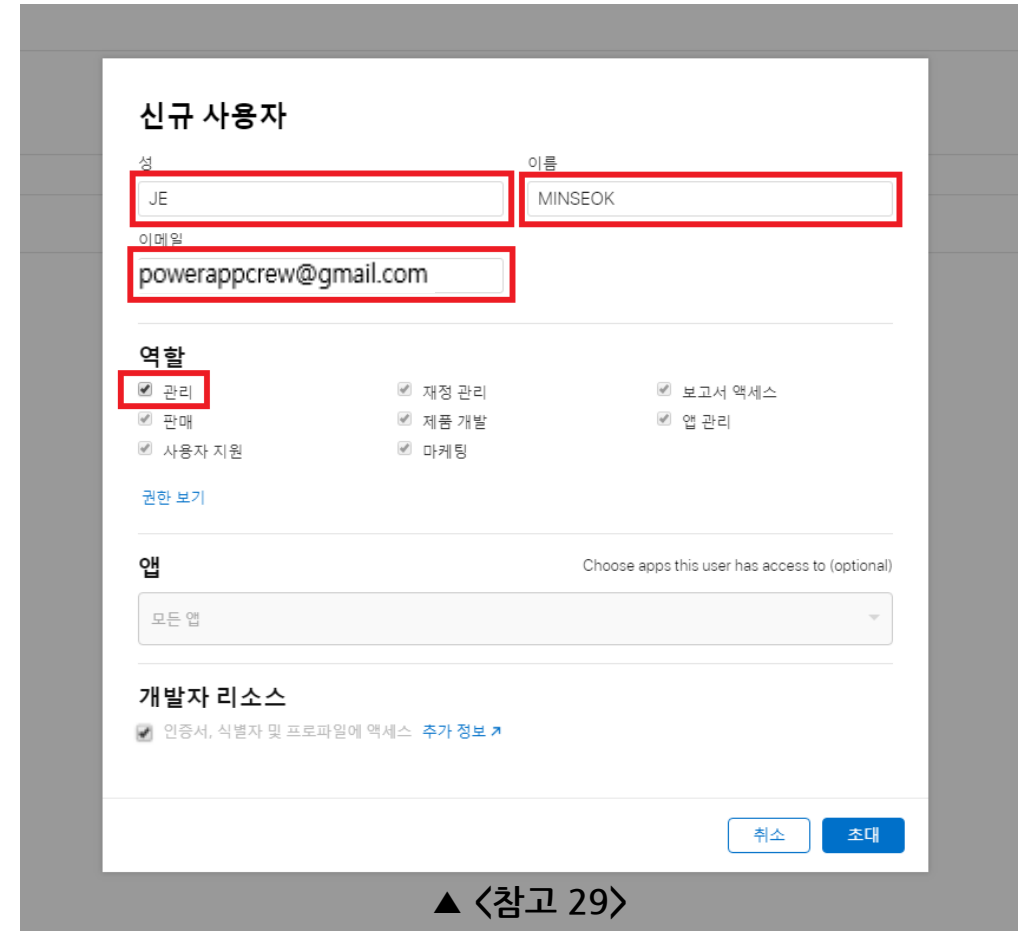 신규 사용자
성 이름
JE MINSEOK
이메일
powerappcrew@gmail.com
역할
관리 재정 관리 보고서 액세스
판매 제품 개발 앱 관리
사용자 지원 마케팅
권한 보기
앱 Choose apps this user has access to (optional)
모든 앱
개발자 리소스
인증서, 식별자 및 프로파일에 액세스 추가 정보
취소 초대
▲ <참고 29>